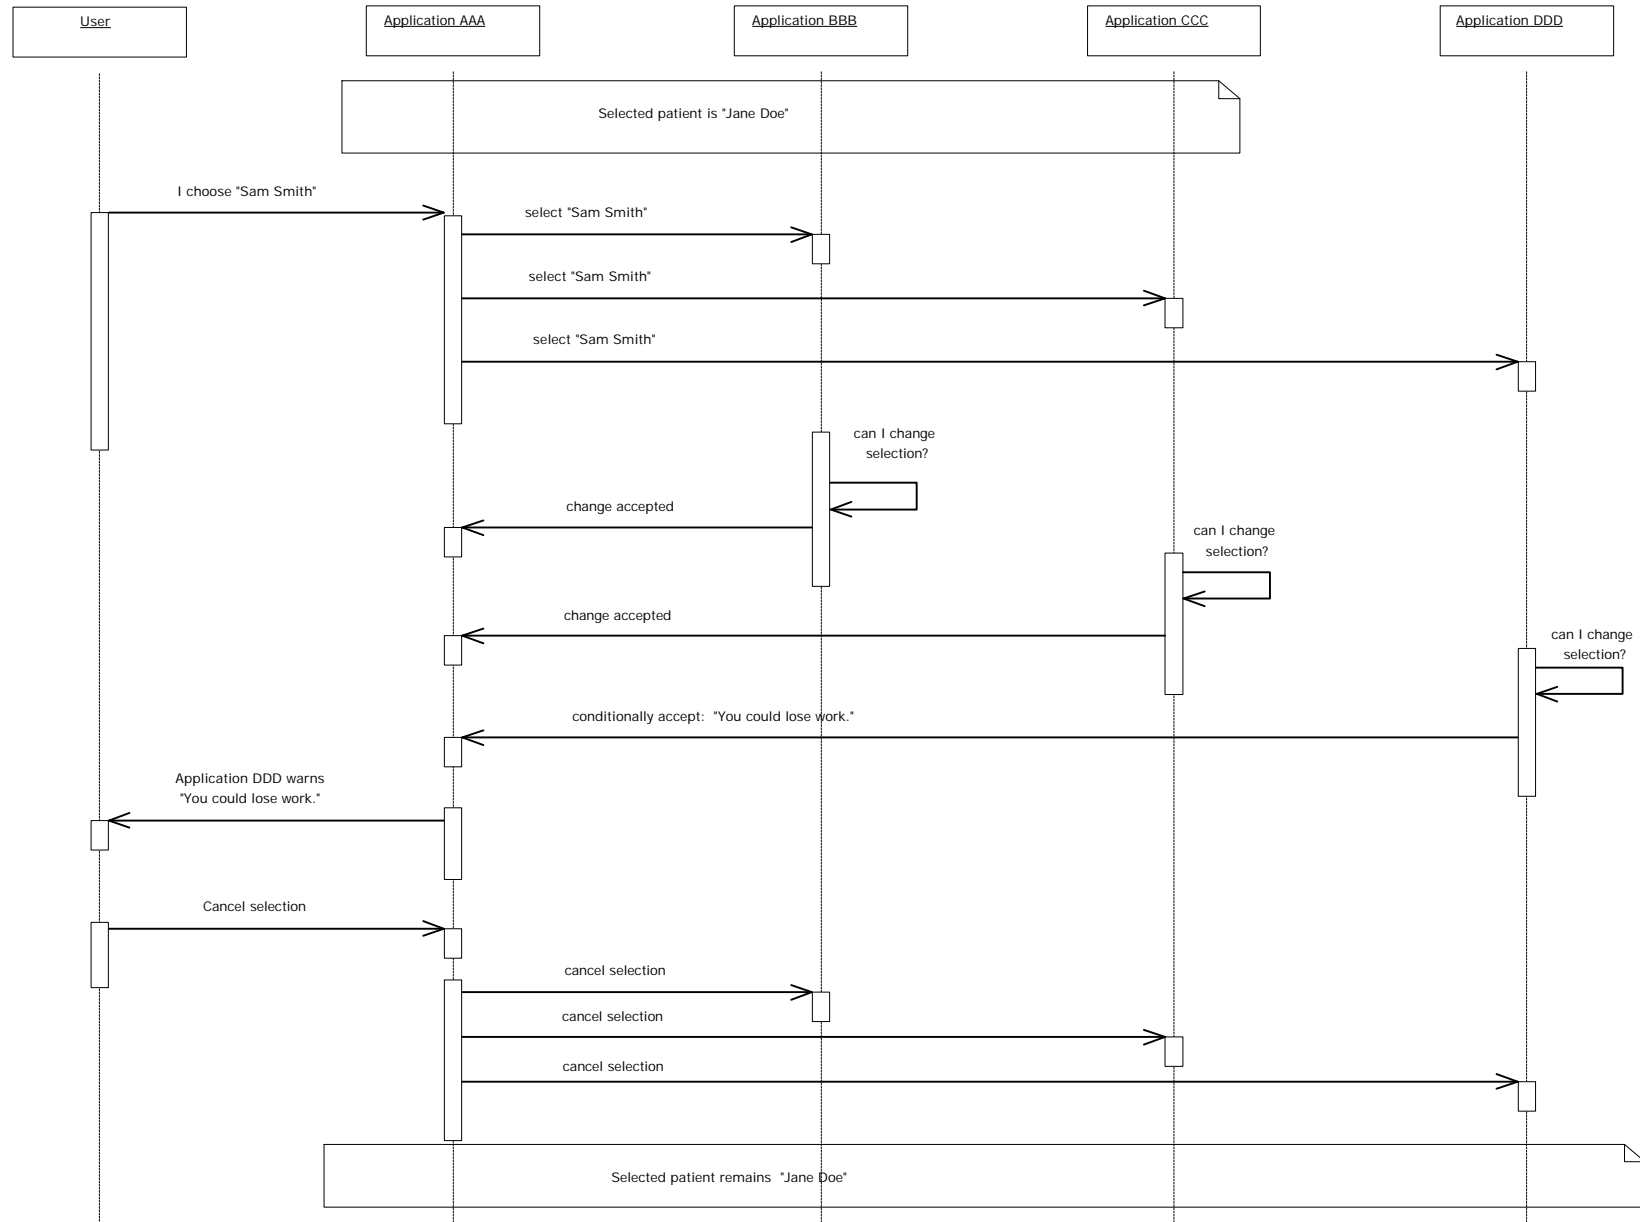 User
Application AAA
Application BBB
Application CCC
Application DDD
Selected patient is "Jane Doe"
I choose "Sam Smith"
select "Sam Smith"
select "Sam Smith"
select "Sam Smith"
can I change
selection?
change accepted
can I change
selection?
change accepted
can I change
selection?
conditionally accept:  "You could lose work."
Application DDD warns
"You could lose work."
Cancel selection
cancel selection
cancel selection
cancel selection
Selected patient remains  "Jane Doe"